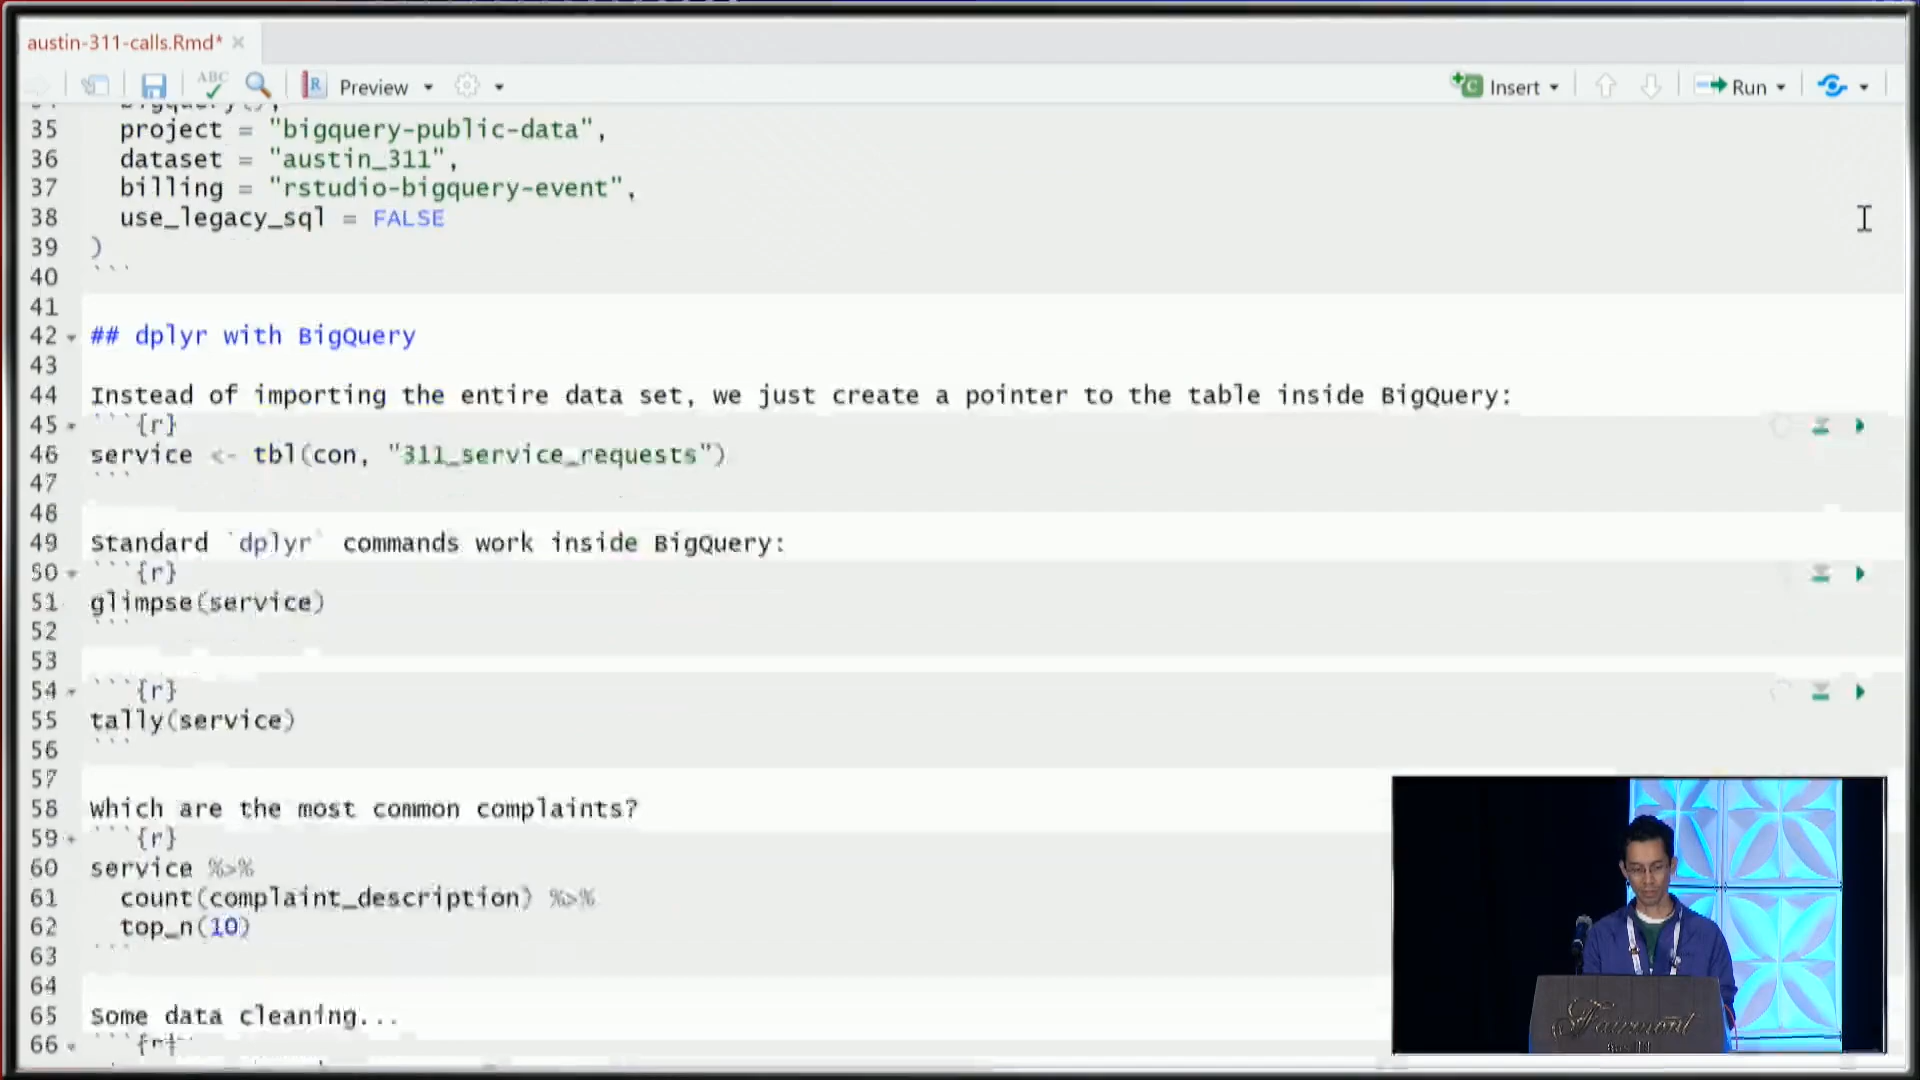 austin-311-calls.Rmd*
ABC
R
Preview
Insert
Run
35 project = "bigquery-public-data",
36 dataset = "austin_311",
37 billing = "rstudio-bigquery-event",
38 use_legacy_sql = FALSE
39 )
40 ```
41
42 ## dplyr with BigQuery
43
44 Instead of importing the entire data set, we just create a pointer to the table inside BigQuery:
45 ```{r}
46 service <- tbl(con, "311_service_requests")
47 ```
48
49 Standard `dplyr` commands work inside BigQuery:
50 ```{r}
51 glimpse(service)
52 ```
53
54 ```{r}
55 tally(service)
56 ```
57
58 Which are the most common complaints?
59 ```{r}
60 service %>%
61 count(complaint_description) %>%
62 top_n(10)
63 ```
64
65 Some data cleaning...
66 ```{r}
Fairmont